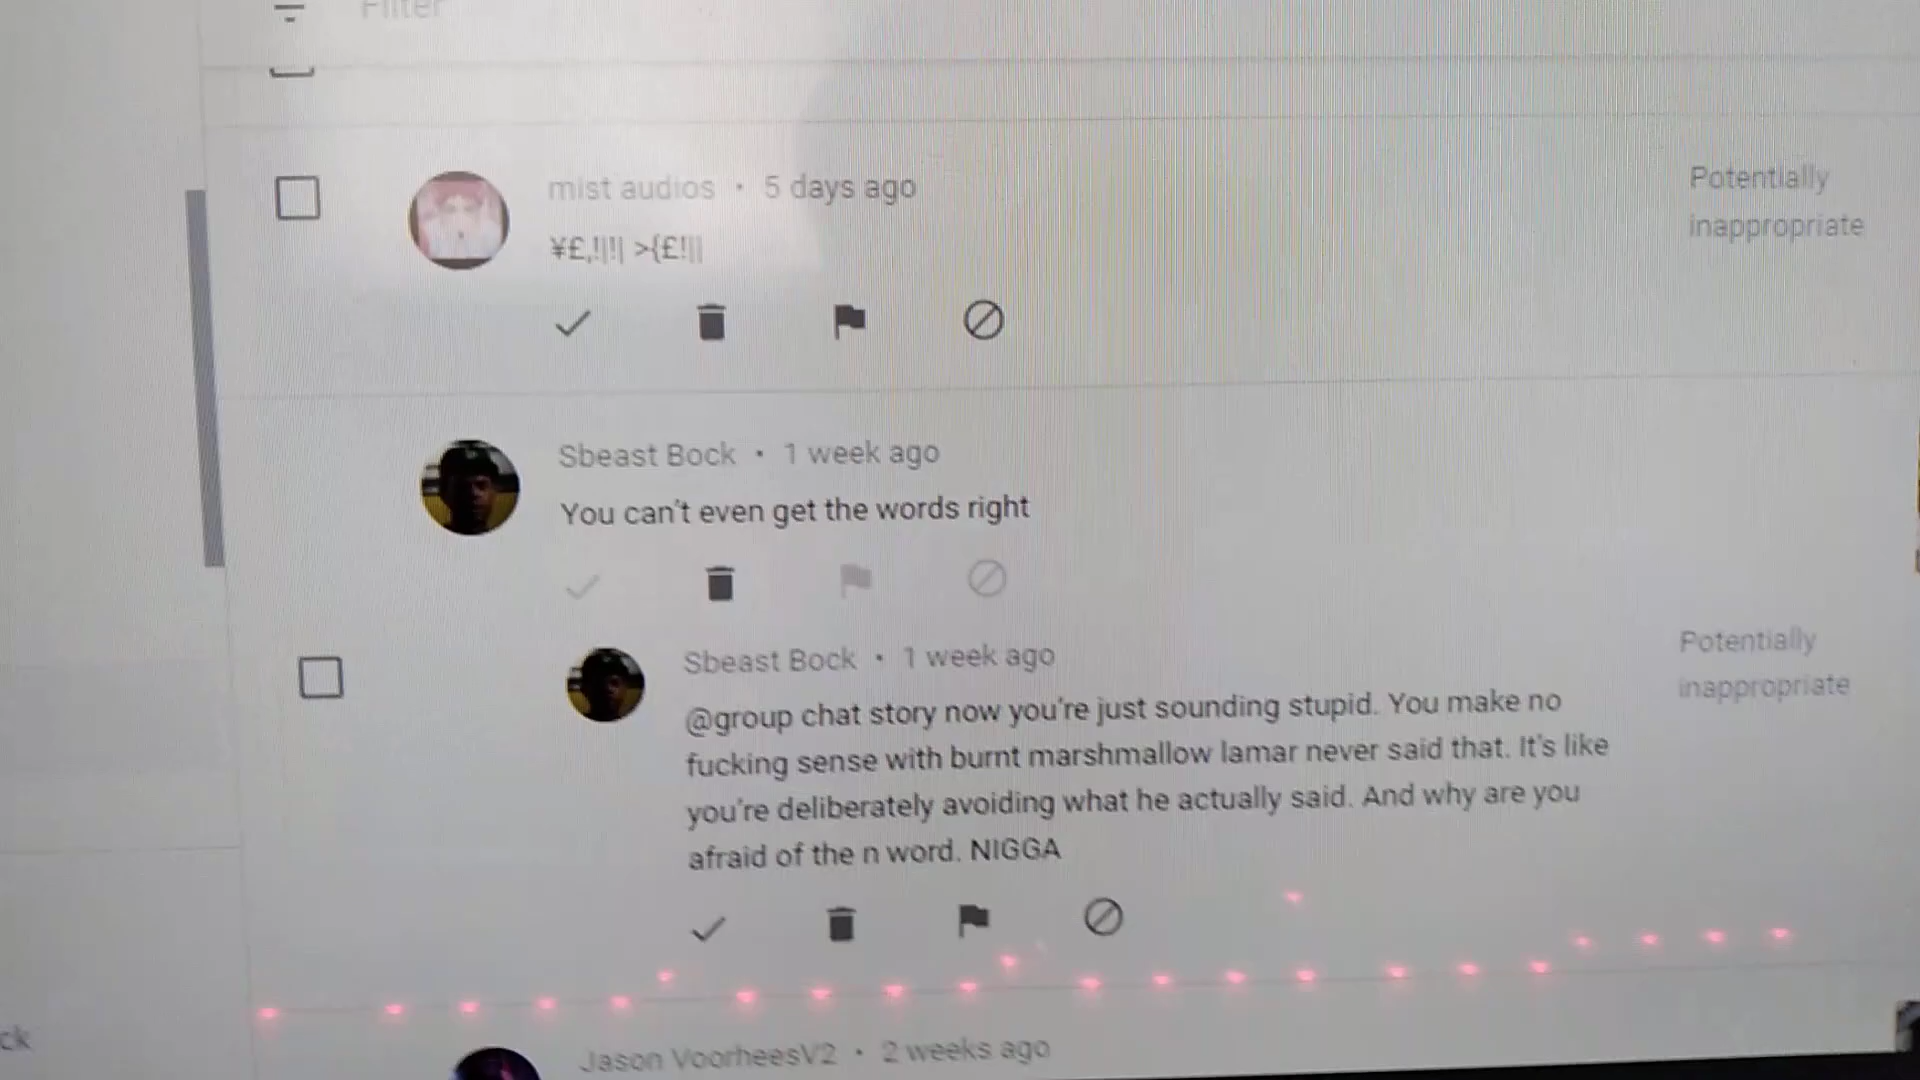 Filter
mist audios • 5 days ago
Potentially
inappropriate
¥£,!|!| >{£!||
Sbeast Bock • 1 week ago
You can't even get the words right
Sbeast Bock • 1 week ago
Potentially
inappropriate
@group chat story now you're just sounding stupid. You make no
fucking sense with burnt marshmallow lamar never said that. It's like
you're deliberately avoiding what he actually said. And why are you
afraid of the n word. NIGGA
ck
Jason VoorheesV2 • 2 weeks ago